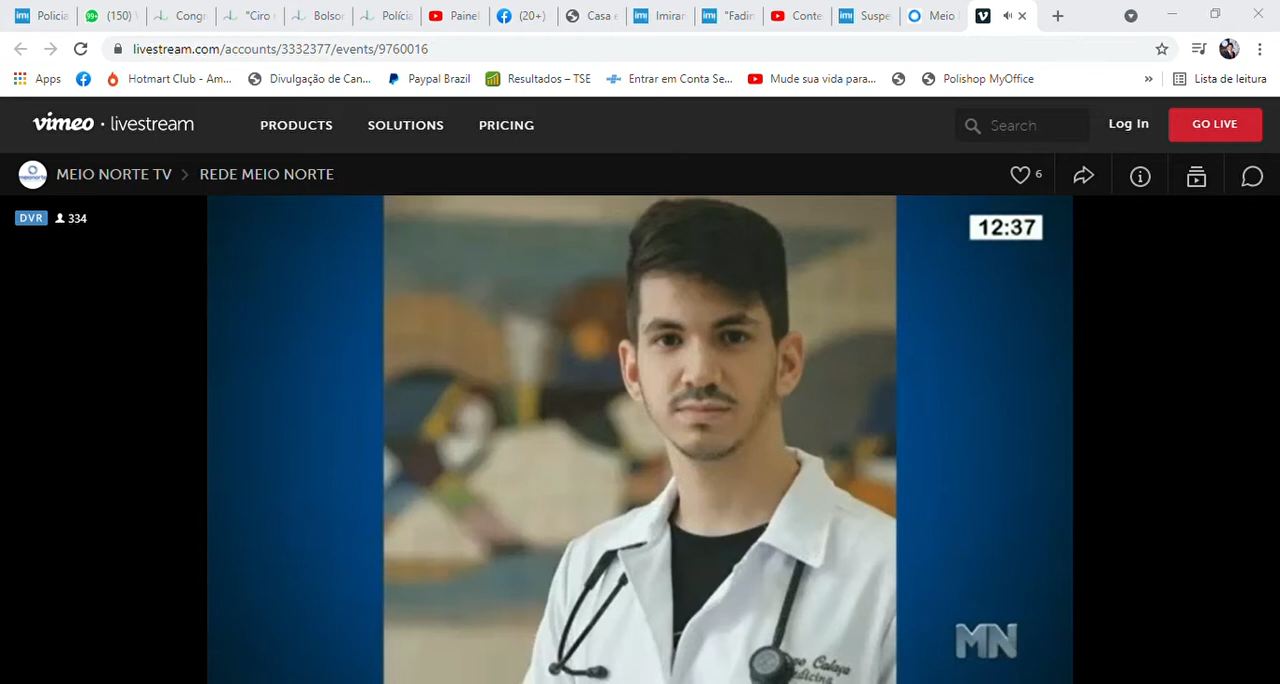 Policia
(150)
Congr
"Ciro
Bolsor
Polícia
Painel
(20+)
Casa e
Imirar
"Fadin
Conte
Suspe
Meio
livestream.com/accounts/3332377/events/9760016
Apps
Hotmart Club - Am...
Divulgação de Can...
Paypal Brazil
Resultados – TSE
Entrar em Conta Se...
Mude sua vida para...
Polishop MyOffice
»
Lista de leitura
vimeo · livestream
PRODUCTS
SOLUTIONS
PRICING
Search
Log In
GO LIVE
MEIO NORTE TV > REDE MEIO NORTE
6
DVR 334
12:37
MN